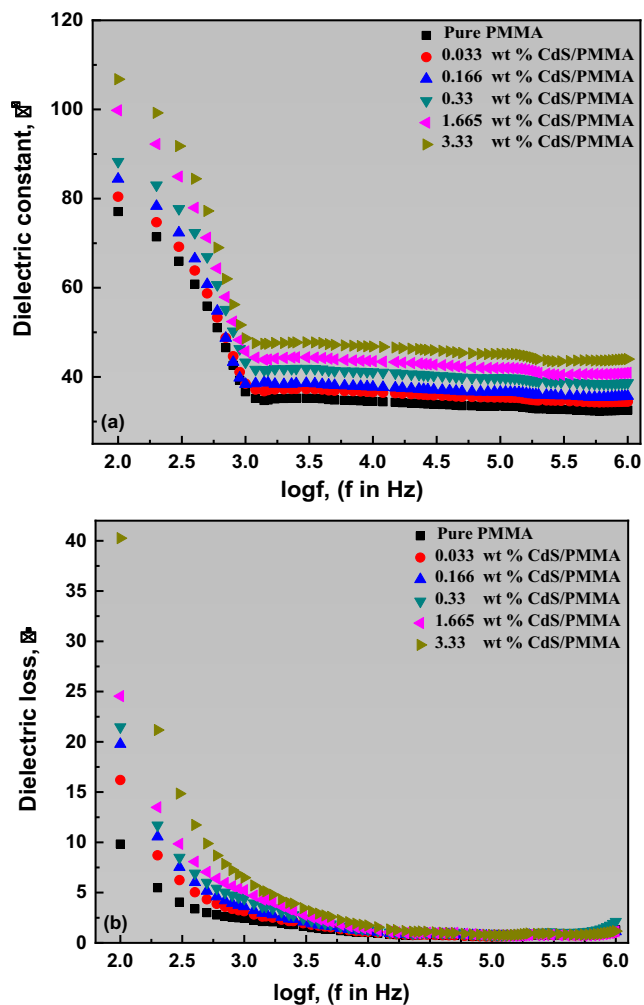 Pure PMMA
0.033 wt % CdS/PMMA
0.166 wt % CdS/PMMA
0.33 wt % CdS/PMMA
1.665 wt % CdS/PMMA
3.33 wt % CdS/PMMA
120
100
80
60
40
Dielectric constant,
(a)
2.0 2.5 3.0 3.5 4.0 4.5 5.0 5.5 6.0
logf, (f in Hz)
Pure PMMA
0.033 wt % CdS/PMMA
0.166 wt % CdS/PMMA
0.33 wt % CdS/PMMA
1.665 wt % CdS/PMMA
3.33 wt % CdS/PMMA
40
35
30
25
20
15
10
5
0
Dielectric loss,
(b)
2.0 2.5 3.0 3.5 4.0 4.5 5.0 5.5 6.0
logf, (f in Hz)